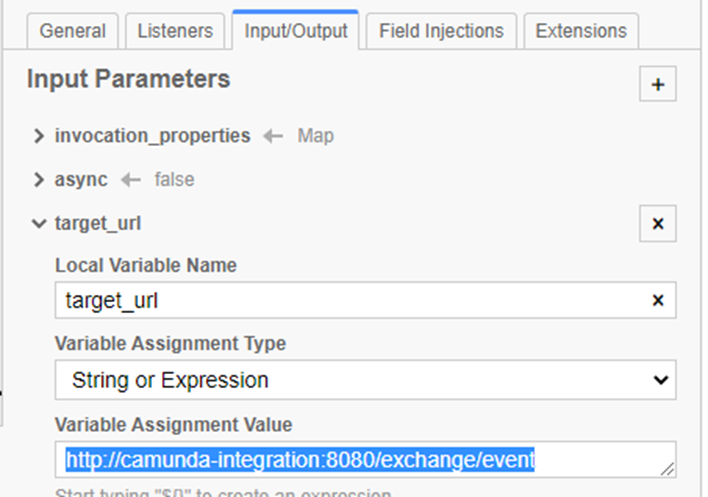 General Listeners Input/Output Field Injections Extensions
Input Parameters +
invocation_properties Map
async false
target_url
Local Variable Name
target_url
Variable Assignment Type
String or Expression
Variable Assignment Value
http://camunda-integration:8080/exchange/event
Start typing "${}" to create an expression